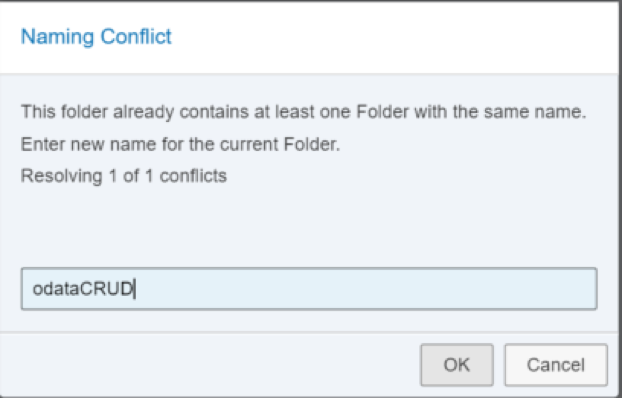 Naming Conflict
This folder already contains at least one Folder with the same name.
Enter new name for the current Folder.
Resolving 1 of 1 conflicts
odataCRUD
OK
Cancel